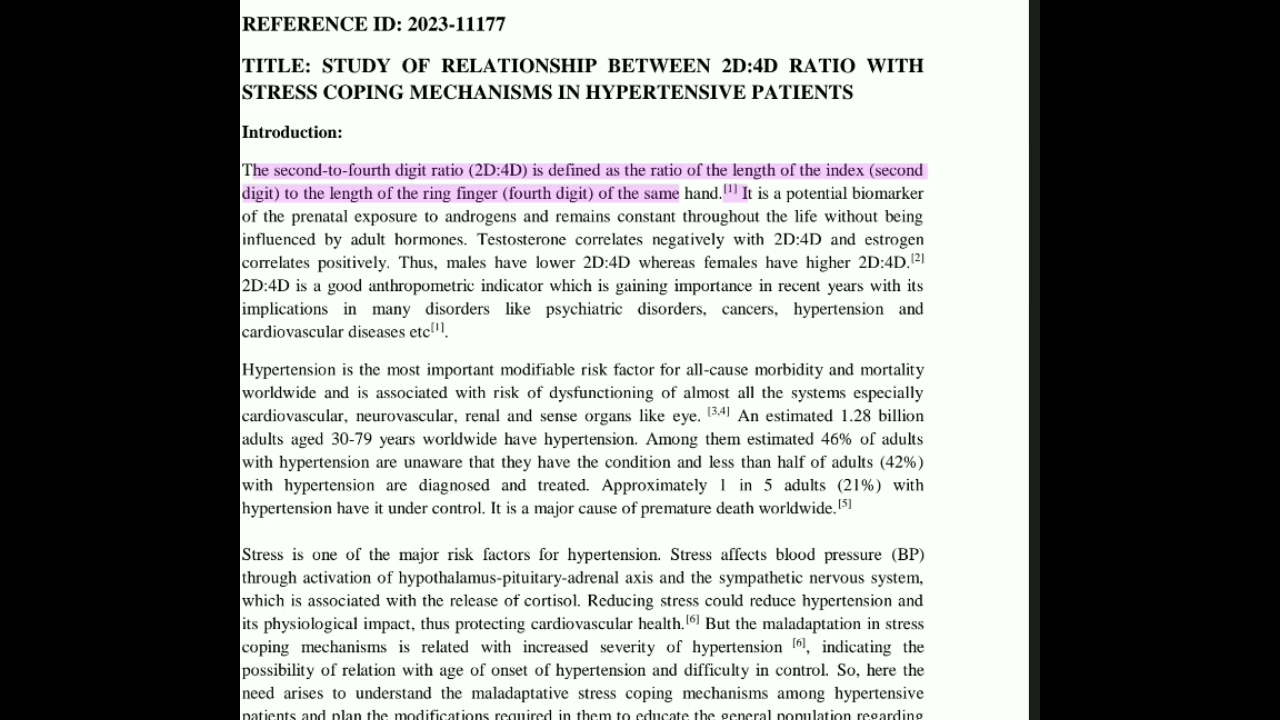 REFERENCE ID: 2023-11177
TITLE: STUDY OF RELATIONSHIP BETWEEN 2D:4D RATIO WITH
STRESS COPING MECHANISMS IN HYPERTENSIVE PATIENTS
Introduction:
The second-to-fourth digit ratio (2D:4D) is defined as the ratio of the length of the index (second
digit) to the length of the ring finger (fourth digit) of the same hand.[1] It is a potential biomarker
of the prenatal exposure to androgens and remains constant throughout the life without being
influenced by adult hormones. Testosterone correlates negatively with 2D:4D and estrogen
correlates positively. Thus, males have lower 2D:4D whereas females have higher 2D:4D.[2]
2D:4D is a good anthropometric indicator which is gaining importance in recent years with its
implications in many disorders like psychiatric disorders, cancers, hypertension and
cardiovascular diseases etc[1].
Hypertension is the most important modifiable risk factor for all-cause morbidity and mortality
worldwide and is associated with risk of dysfunctioning of almost all the systems especially
cardiovascular, neurovascular, renal and sense organs like eye. [3,4] An estimated 1.28 billion
adults aged 30-79 years worldwide have hypertension. Among them estimated 46% of adults
with hypertension are unaware that they have the condition and less than half of adults (42%)
with hypertension are diagnosed and treated. Approximately 1 in 5 adults (21%) with
hypertension have it under control. It is a major cause of premature death worldwide.[5]
Stress is one of the major risk factors for hypertension. Stress affects blood pressure (BP)
through activation of hypothalamus-pituitary-adrenal axis and the sympathetic nervous system,
which is associated with the release of cortisol. Reducing stress could reduce hypertension and
its physiological impact, thus protecting cardiovascular health.[6] But the maladaptation in stress
coping mechanisms is related with increased severity of hypertension [6], indicating the
possibility of relation with age of onset of hypertension and difficulty in control. So, here the
need arises to understand the maladaptative stress coping mechanisms among hypertensive
patients and plan the modifications required in them to educate the general population regarding